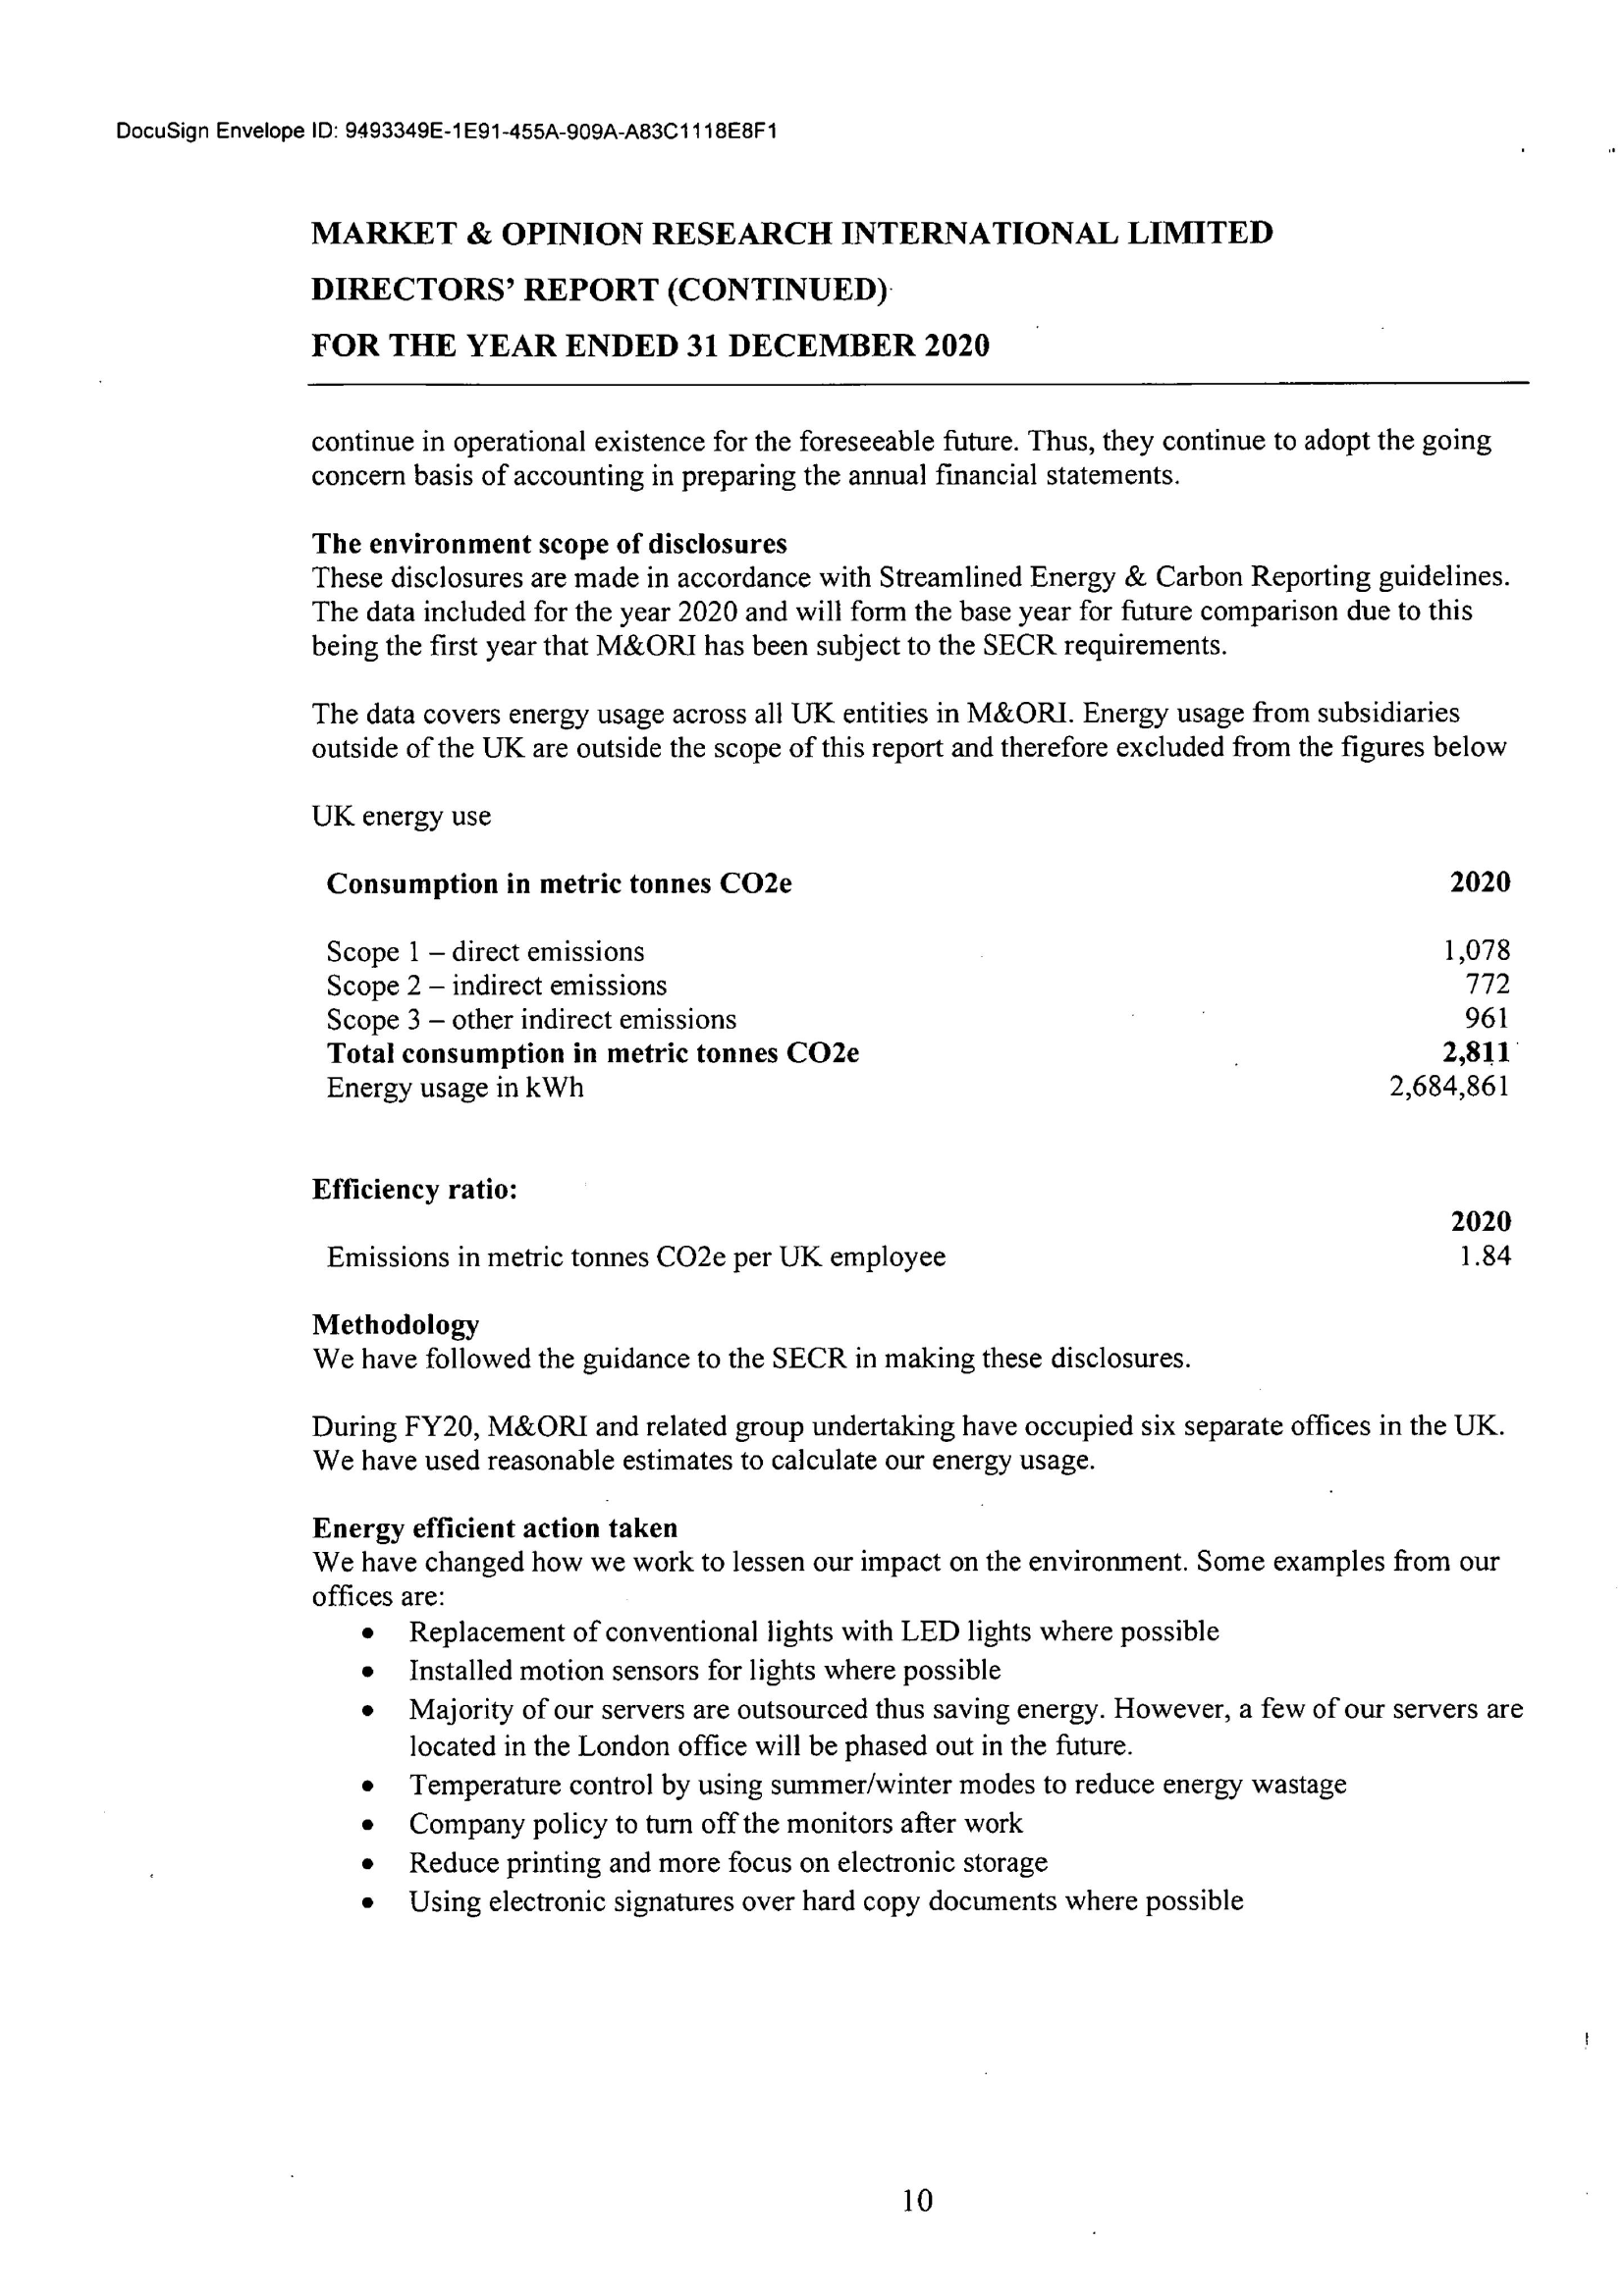 DocuSign Envelope ID: 9493349E-1E91-455A-909A-A83C1118E8F1
MARKET & OPINION RESEARCH INTERNATIONAL LIMITED
DIRECTORS' REPORT (CONTINUED)
FOR THE YEAR ENDED 31 DECEMBER 2020
continue in operational existence for the foreseeable future. Thus, they continue to adopt the going
concern basis of accounting in preparing the annual financial statements.
The environment scope of disclosures
These disclosures are made in accordance with Streamlined Energy & Carbon Reporting guidelines.
The data included for the year 2020 and will form the base year for future comparison due to this
being the first year that M&ORI has been subject to the SECR requirements.
The data covers energy usage across all UK entities in M&ORI. Energy usage from subsidiaries
outside of the UK are outside the scope of this report and therefore excluded from the figures below
UK energy use
Consumption in metric tonnes CO2e 2020
Scope 1 – direct emissions 1,078
Scope 2 – indirect emissions 772
Scope 3 – other indirect emissions 961
Total consumption in metric tonnes CO2e 2,811
Energy usage in kWh 2,684,861
Efficiency ratio:
2020
Emissions in metric tonnes CO2e per UK employee 1.84
Methodology
We have followed the guidance to the SECR in making these disclosures.
During FY20, M&ORI and related group undertaking have occupied six separate offices in the UK.
We have used reasonable estimates to calculate our energy usage.
Energy efficient action taken
We have changed how we work to lessen our impact on the environment. Some examples from our
offices are:
• Replacement of conventional lights with LED lights where possible
• Installed motion sensors for lights where possible
• Majority of our servers are outsourced thus saving energy. However, a few of our servers are
located in the London office will be phased out in the future.
• Temperature control by using summer/winter modes to reduce energy wastage
• Company policy to turn off the monitors after work
• Reduce printing and more focus on electronic storage
• Using electronic signatures over hard copy documents where possible
10